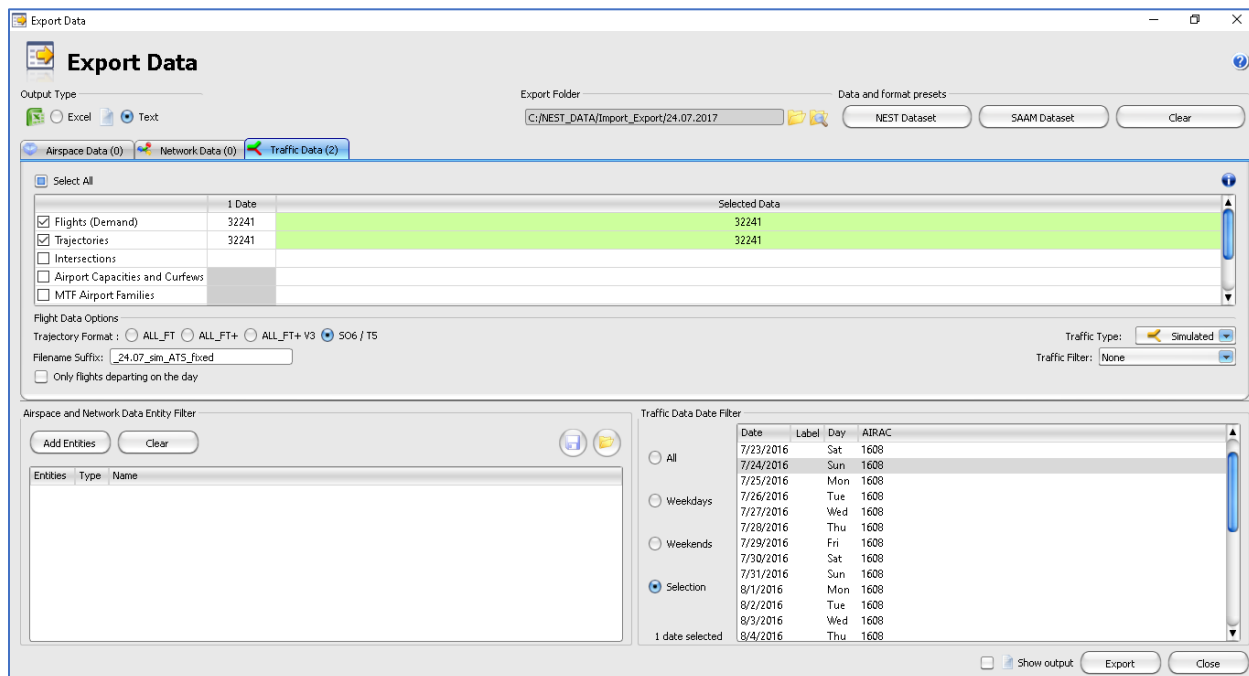 Export Data
Export Data
Output Type
Export Folder
Data and format presets
Excel Text
C:/NEST_DATA/Import_Export/24.07.2017
NEST Dataset SAAM Dataset Clear
Airspace Data (0) Network Data (0) Traffic Data (2)
Select All
1 Date Selected Data
Flights (Demand) 32241 32241
Trajectories 32241 32241
Intersections
Airport Capacities and Curfews
MTF Airport Families
Flight Data Options
Trajectory Format : ALL_FT ALL_FT+ ALL_FT+ V3 SO6 / T5
Traffic Type: Simulated
Filename Suffix: _24.07_sim_ATS_fixed
Traffic Filter: None
Only flights departing on the day
Airspace and Network Data Entity Filter
Add Entities Clear
Entities Type Name
Traffic Data Date Filter
All
Weekdays
Weekends
Selection
1 date selected
Date Label Day AIRAC
7/23/2016 Sat 1608
7/24/2016 Sun 1608
7/25/2016 Mon 1608
7/26/2016 Tue 1608
7/27/2016 Wed 1608
7/28/2016 Thu 1608
7/29/2016 Fri 1608
7/30/2016 Sat 1608
7/31/2016 Sun 1608
8/1/2016 Mon 1608
8/2/2016 Tue 1608
8/3/2016 Wed 1608
8/4/2016 Thu 1608
Show output Export Close